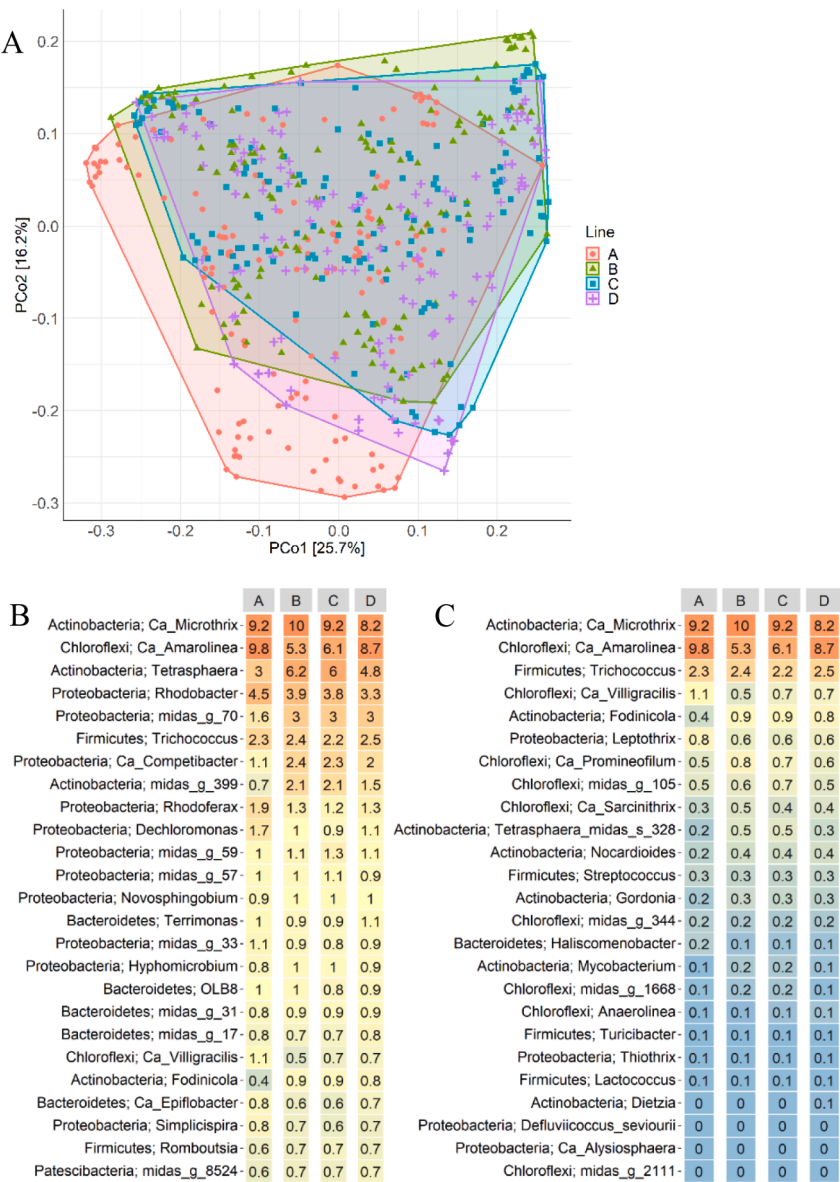 A
0.2
0.1
0.0
-0.1
-0.2
-0.3
PCo2 [16.2%]
-0.3 -0.2 -0.1 0.0 0.1 0.2
PCo1 [25.7%]
Line
A
B
C
D
B
A B C D
Actinobacteria; Ca_Microthrix 9.2 10 9.2 8.2
Chloroflexi; Ca_Amarolinea 9.8 5.3 6.1 8.7
Actinobacteria; Tetrasphaera 3 6.2 6 4.8
Proteobacteria; Rhodobacter 4.5 3.9 3.8 3.3
Proteobacteria; midas_g_70 1.6 3 3 3
Firmicutes; Trichococcus 2.3 2.4 2.2 2.5
Proteobacteria; Ca_Competibacter 1.1 2.4 2.3 2
Actinobacteria; midas_g_399 0.7 2.1 2.1 1.5
Proteobacteria; Rhodoferax 1.9 1.3 1.2 1.3
Proteobacteria; Dechloromonas 1.7 1 0.9 1.1
Proteobacteria; midas_g_59 1 1.1 1.3 1.1
Proteobacteria; midas_g_57 1 1 1.1 0.9
Proteobacteria; Novosphingobium 0.9 1 1 1
Bacteroidetes; Terrimonas 1 0.9 0.9 1.1
Proteobacteria; midas_g_33 1.1 0.9 0.8 0.9
Proteobacteria; Hyphomicrobium 0.8 1 1 0.9
Bacteroidetes; OLB8 1 1 0.8 0.9
Bacteroidetes; midas_g_31 0.8 0.9 0.9 0.9
Bacteroidetes; midas_g_17 0.8 0.7 0.7 0.8
Chloroflexi; Ca_Villigracilis 1.1 0.5 0.7 0.7
Actinobacteria; Fodinicola 0.4 0.9 0.9 0.8
Bacteroidetes; Ca_Epiflobacter 0.8 0.6 0.6 0.7
Proteobacteria; Simplicispira 0.8 0.7 0.6 0.7
Firmicutes; Romboutsia 0.6 0.7 0.7 0.7
Patescibacteria; midas_g_8524 0.6 0.7 0.7 0.7
C
A B C D
Actinobacteria; Ca_Microthrix 9.2 10 9.2 8.2
Chloroflexi; Ca_Amarolinea 9.8 5.3 6.1 8.7
Firmicutes; Trichococcus 2.3 2.4 2.2 2.5
Chloroflexi; Ca_Villigracilis 1.1 0.5 0.7 0.7
Actinobacteria; Fodinicola 0.4 0.9 0.9 0.8
Proteobacteria; Leptothrix 0.8 0.6 0.6 0.6
Chloroflexi; Ca_Promineofilum 0.5 0.8 0.7 0.6
Chloroflexi; midas_g_105 0.5 0.6 0.7 0.5
Chloroflexi; Ca_Sarcinithrix 0.3 0.5 0.4 0.4
Actinobacteria; Tetrasphaera_midas_s_328 0.2 0.5 0.5 0.3
Actinobacteria; Nocardioides 0.2 0.4 0.4 0.4
Firmicutes; Streptococcus 0.3 0.3 0.3 0.3
Actinobacteria; Gordonia 0.2 0.3 0.3 0.3
Chloroflexi; midas_g_344 0.2 0.2 0.2 0.2
Bacteroidetes; Haliscomenobacter 0.2 0.1 0.1 0.1
Actinobacteria; Mycobacterium 0.1 0.2 0.2 0.1
Chloroflexi; midas_g_1668 0.1 0.2 0.2 0.1
Chloroflexi; Anaerolinea 0.1 0.1 0.1 0.1
Firmicutes; Turicibacter 0.1 0.1 0.1 0.1
Proteobacteria; Thiothrix 0.1 0.1 0.1 0.1
Firmicutes; Lactococcus 0.1 0.1 0.1 0.1
Actinobacteria; Dietzia 0 0 0 0.1
Proteobacteria; Defluviicoccus_seviourii 0 0 0 0
Proteobacteria; Ca_Alysiosphaera 0 0 0 0
Chloroflexi; midas_g_2111 0 0 0 0